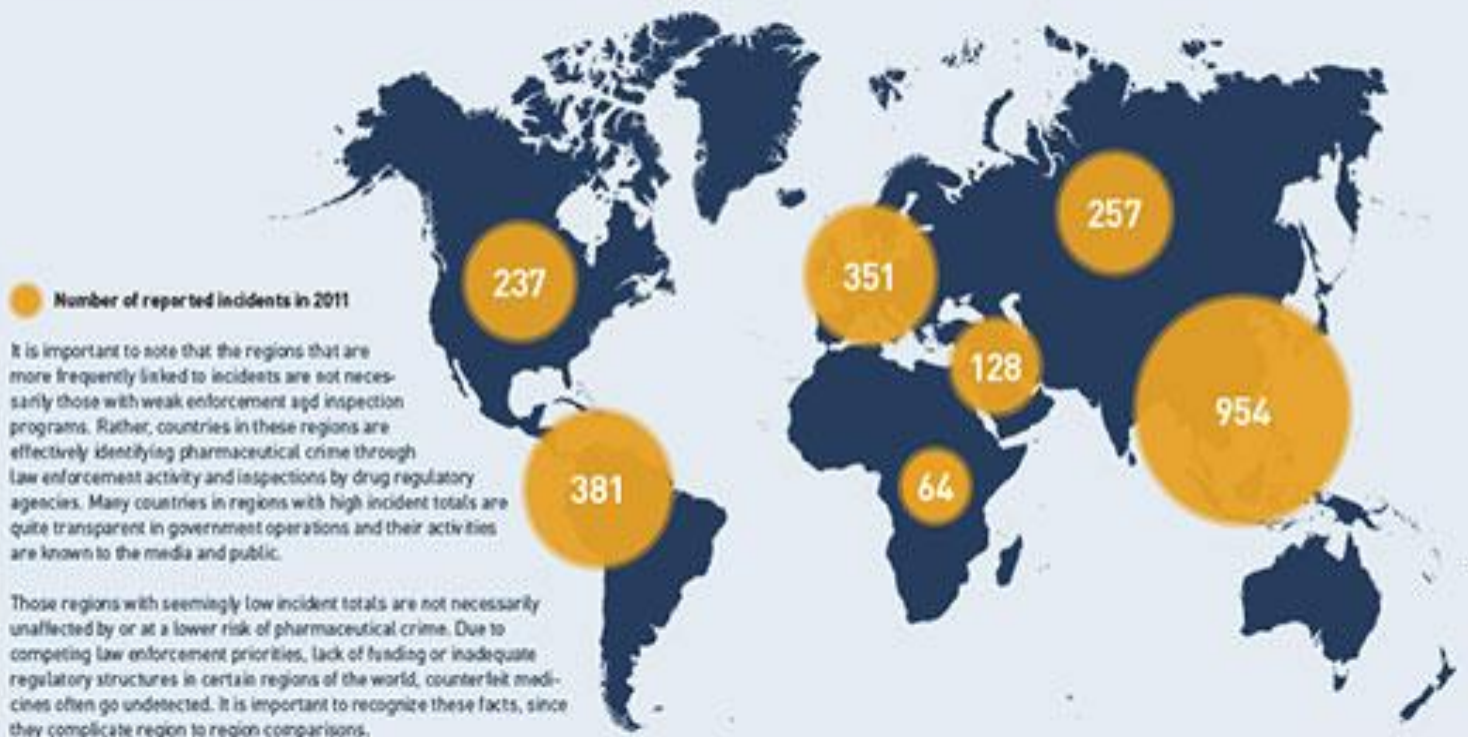 257
351
237
Number of reported incidents in 2011
It is important to note that the regions that are
more frequently linked to incidents are not neces-
sarily those with weak enforcement agd inspection
programs. Rather, countries in these regions are
effectively identifying pharmaceutical crime through
law enforcement activity and inspections by drug regulatory
agencies. Many countries in regions with high incident totals are
quite transparent in government operations and their activities
are known to the media and public.
128
954
381
64
Those regions with seemingly low incident totals are not necessarily
unaffected by or at a lower risk of pharmaceutical crime. Due to
competing law enforcement priorities, lack of funding or inadequate
regulatory structures in certain regions of the world, counterfeit medi-
cines often go undetected. It is important to recognize these facts, since
they complicate region to region comparisons.